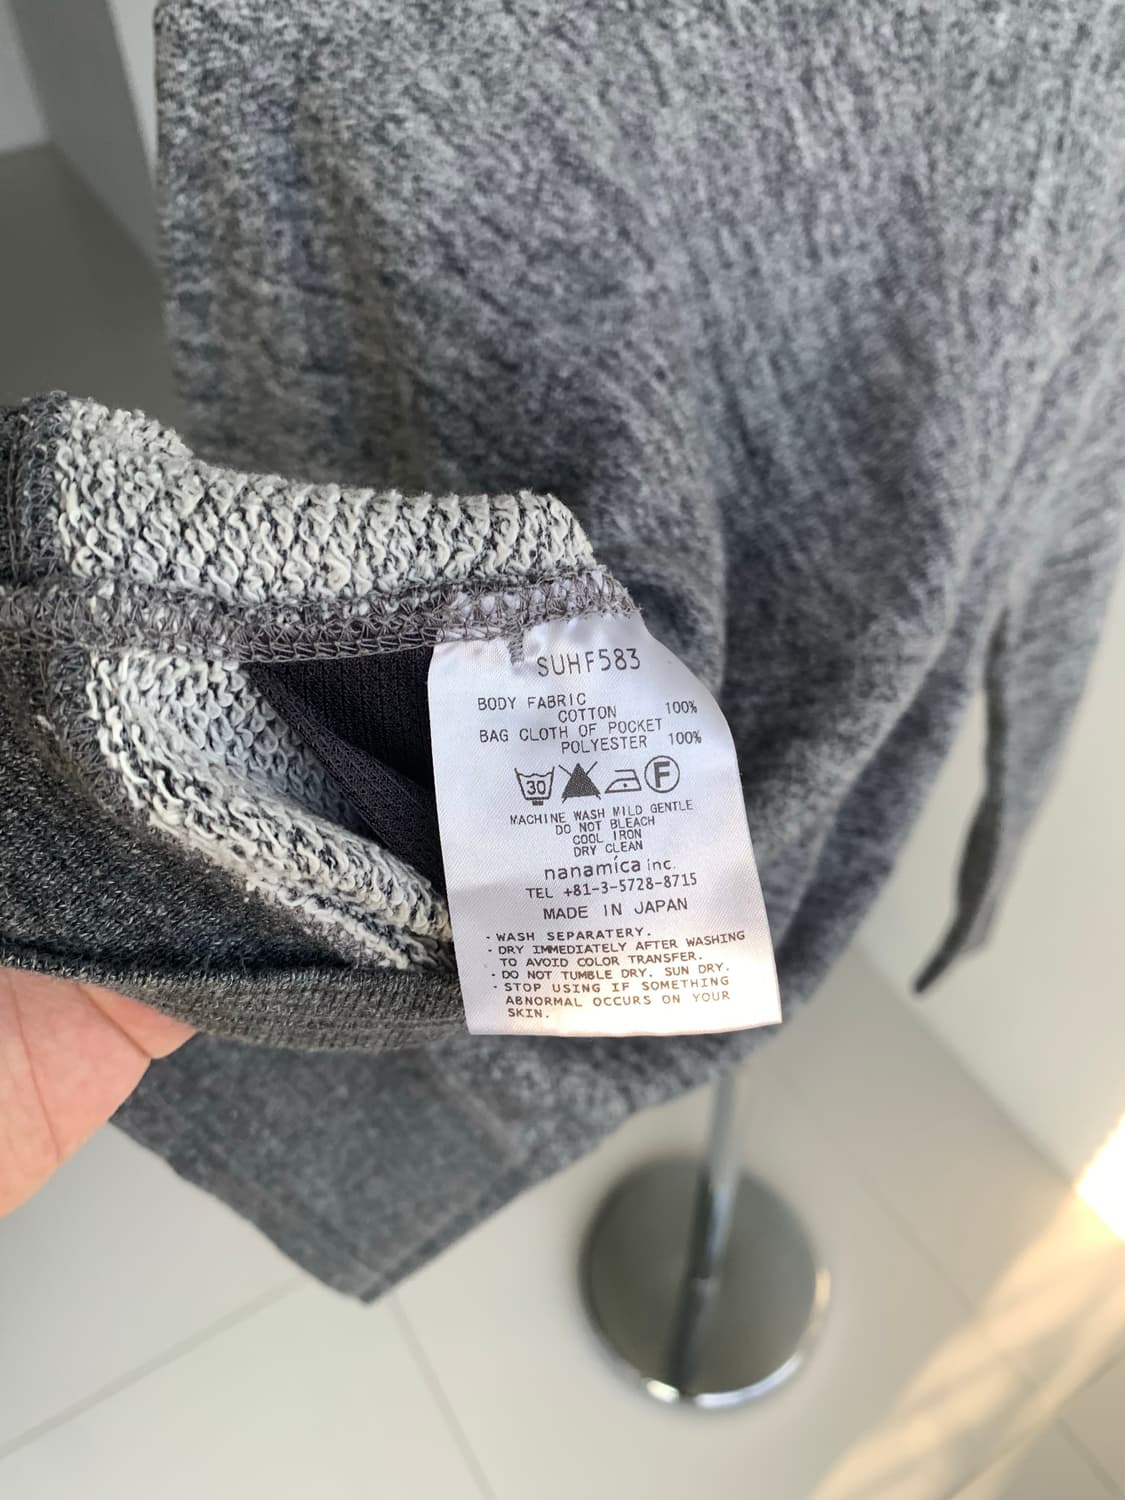 SUHF583
BODY FABRIC
COTTON 100%
BAG CLOTH OF POCKET
POLYESTER 100%
30 F
MACHINE WASH MILD GENTLE
DO NOT BLEACH
COOL IRON
DRY CLEAN
nanamíca inc.
TEL +81-3-5728-8715
MADE IN JAPAN
- WASH SEPARATERY.
- DRY IMMEDIATELY AFTER WASHING
TO AVOID COLOR TRANSFER.
- DO NOT TUMBLE DRY. SUN DRY.
- STOP USING IF SOMETHING
ABNORMAL OCCURS ON YOUR
SKIN.